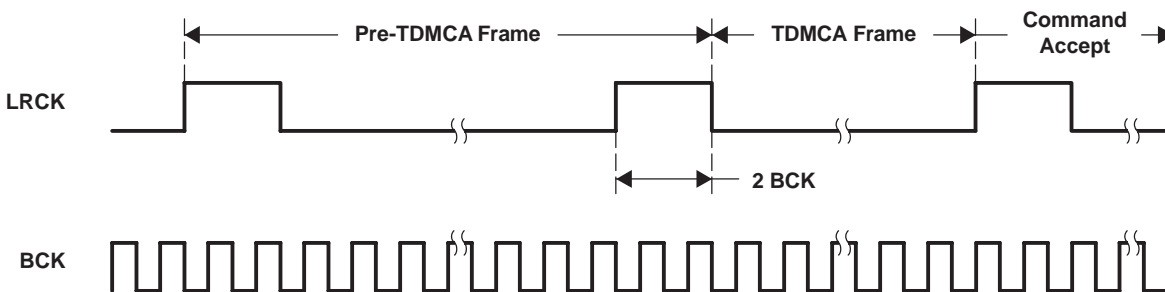 Pre-TDMCA Frame
TDMCA Frame
Command
Accept
LRCK
2 BCK
BCK